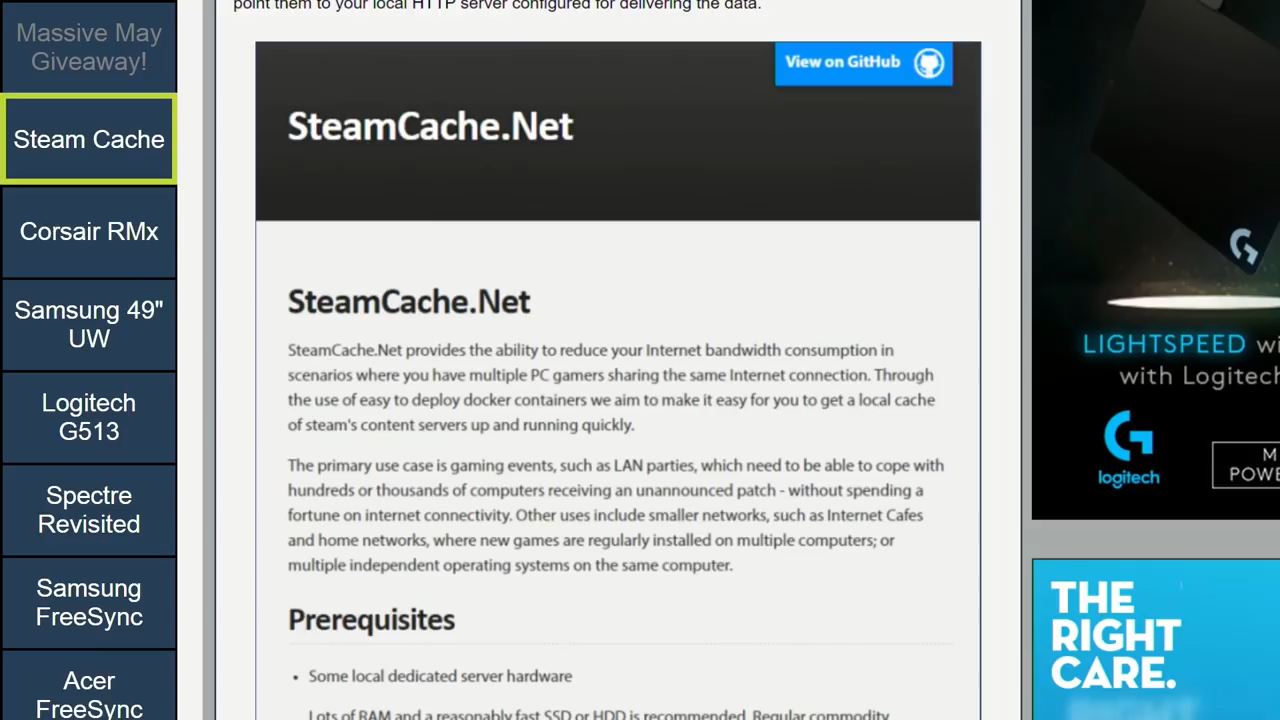 point them to your local HTTP server configured for delivering the data.
Massive May
Giveaway!
Steam Cache
Corsair RMx
Samsung 49"
UW
Logitech
G513
Spectre
Revisited
Samsung
FreeSync
Acer
FreeSync
View on GitHub
SteamCache.Net
SteamCache.Net
SteamCache.Net provides the ability to reduce your Internet bandwidth consumption in
scenarios where you have multiple PC gamers sharing the same Internet connection. Through
the use of easy to deploy docker containers we aim to make it easy for you to get a local cache
of steam's content servers up and running quickly.
The primary use case is gaming events, such as LAN parties, which need to be able to cope with
hundreds or thousands of computers receiving an unannounced patch - without spending a
fortune on internet connectivity. Other uses include smaller networks, such as Internet Cafes
and home networks, where new games are regularly installed on multiple computers; or
multiple independent operating systems on the same computer.
Prerequisites
• Some local dedicated server hardware
Lots of RAM and a reasonably fast SSD or HDD is recommended. Regular commodity
LIGHTSPEED wi
with Logitech
logitech
M
POWE
THE
RIGHT
CARE.
RIGHT